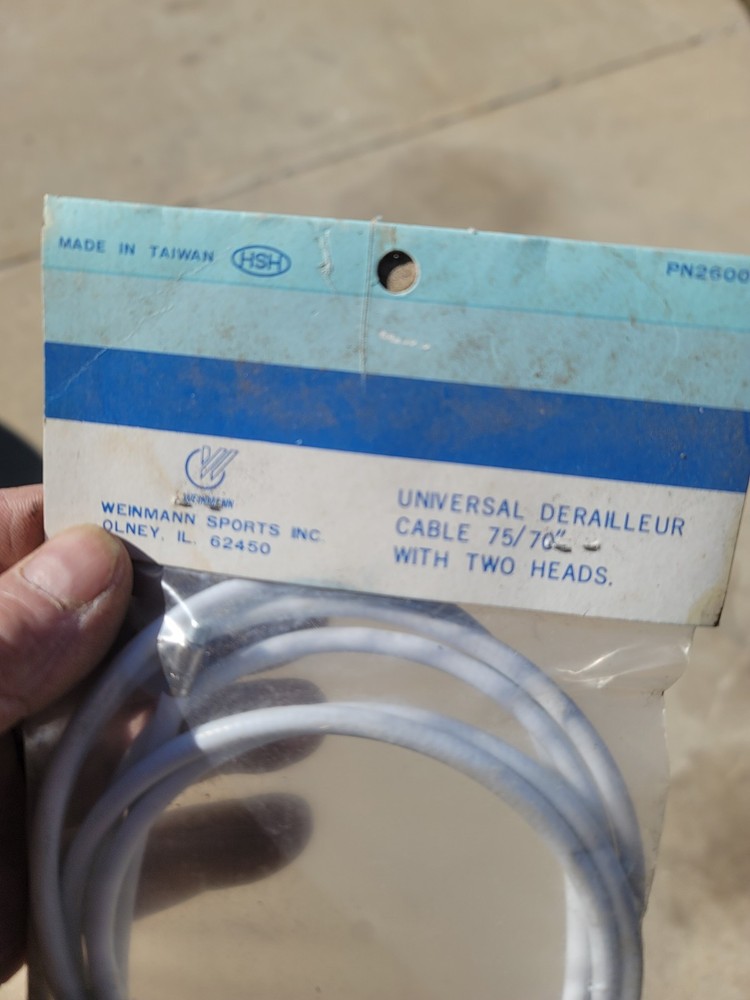 MADE IN TAIWAN HSH PN2600
WEINMANN
WEINMANN SPORTS INC.
OLNEY, IL. 62450
UNIVERSAL DERAILLEUR
CABLE 75/70"
WITH TWO HEADS.